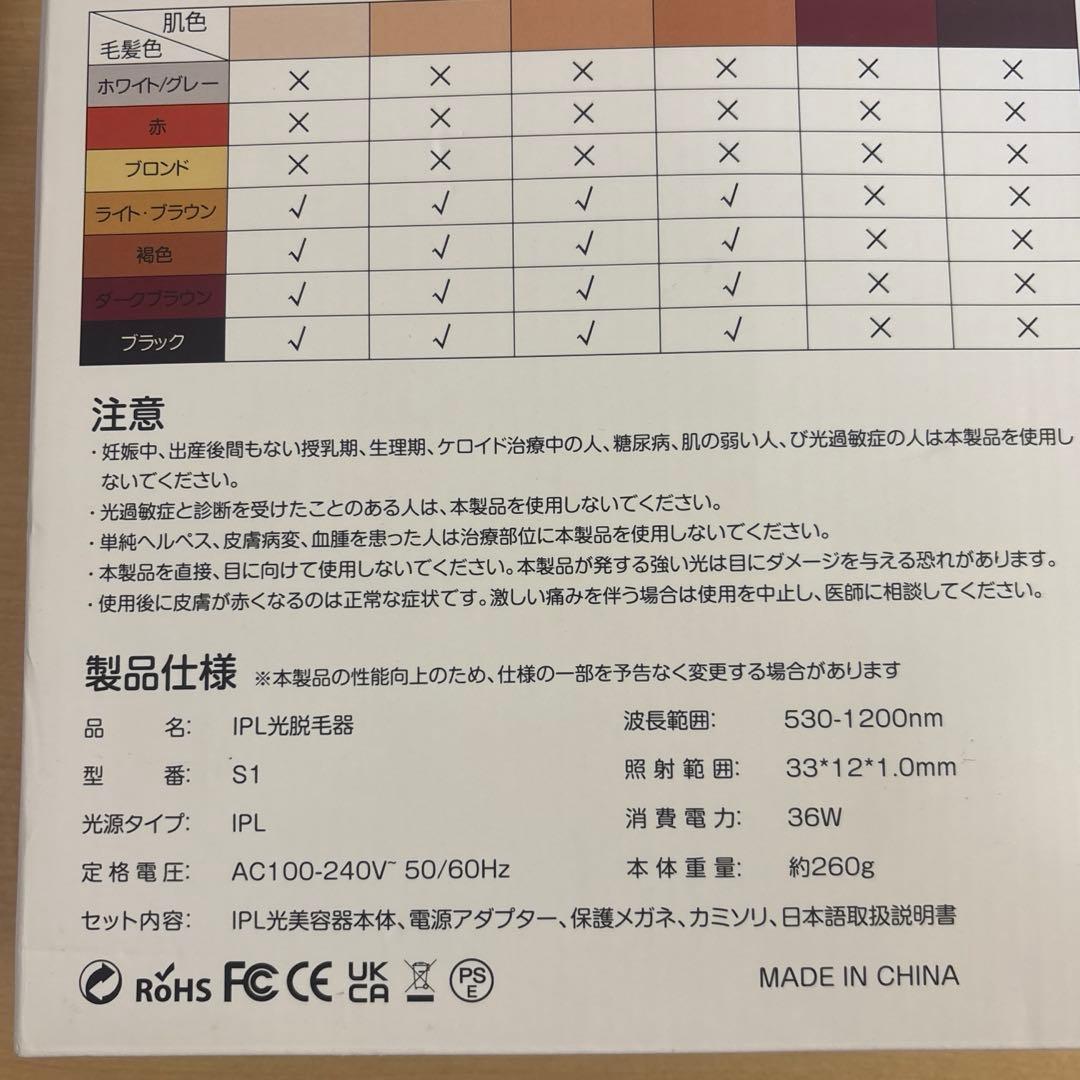 肌色
毛髪色
ホワイト/グレー × × × × × ×
赤 × × × × × ×
ブロンド × × × × × ×
ライト・ブラウン √ √ √ √ × ×
褐色 √ √ √ √ × ×
ダークブラウン √ √ √ √ × ×
ブラック √ √ √ √ × ×
注意
・妊娠中、出産後間もない授乳期、生理期、ケロイド治療中の人、糖尿病、肌の弱い人、び光過敏症の人は本製品を使用し
ないでください。
・光過敏症と診断を受けたことのある人は、本製品を使用しないでください。
・単純ヘルペス、皮膚病変、血腫を患った人は治療部位に本製品を使用しないでください。
・本製品を直接、目に向けて使用しないでください。本製品が発する強い光は目にダメージを与える恐れがあります。
・使用後に皮膚が赤くなるのは正常な症状です。激しい痛みを伴う場合は使用を中止し、医師に相談してください。
製品仕様 ※本製品の性能向上のため、仕様の一部を予告なく変更する場合があります
品名: IPL光脱毛器 波長範囲: 530-1200nm
型番: S1 照射範囲: 33*12*1.0mm
光源タイプ: IPL 消費電力: 36W
定格電圧: AC100-240V~ 50/60Hz 本体重量: 約260g
セット内容: IPL光美容器本体、電源アダプター、保護メガネ、カミソリ、日本語取扱説明書
RoHS FC CE UK CA PS E MADE IN CHINA